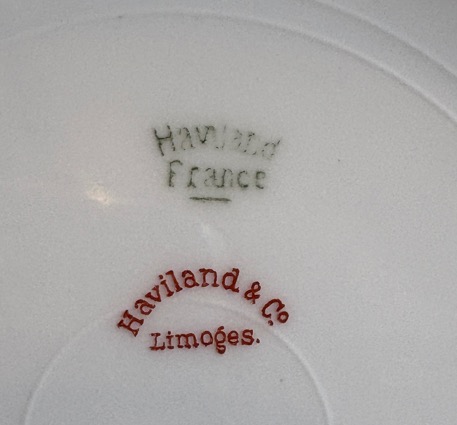 Haviland
France
Haviland & Co.
Limoges.